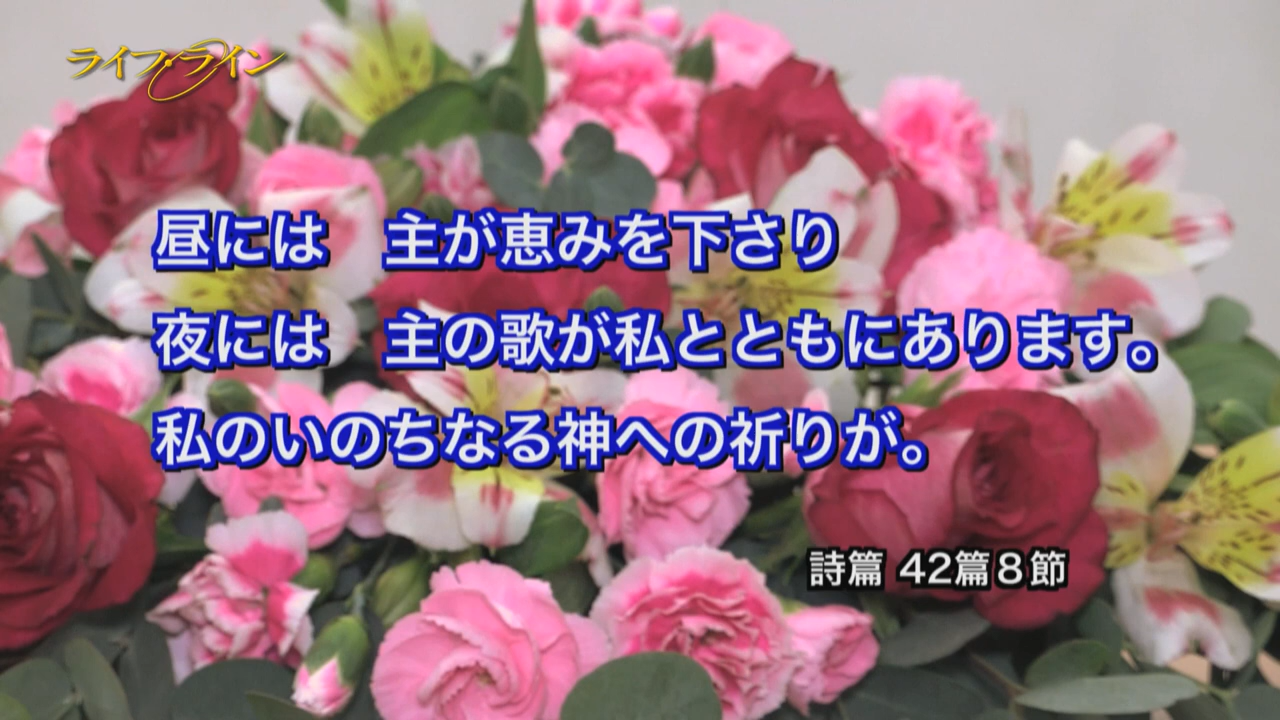 ライフ・ライン
昼には　主が恵みを下さり
夜には　主の歌が私とともにあります。
私のいのちなる神への祈りが。
詩篇 42篇８節